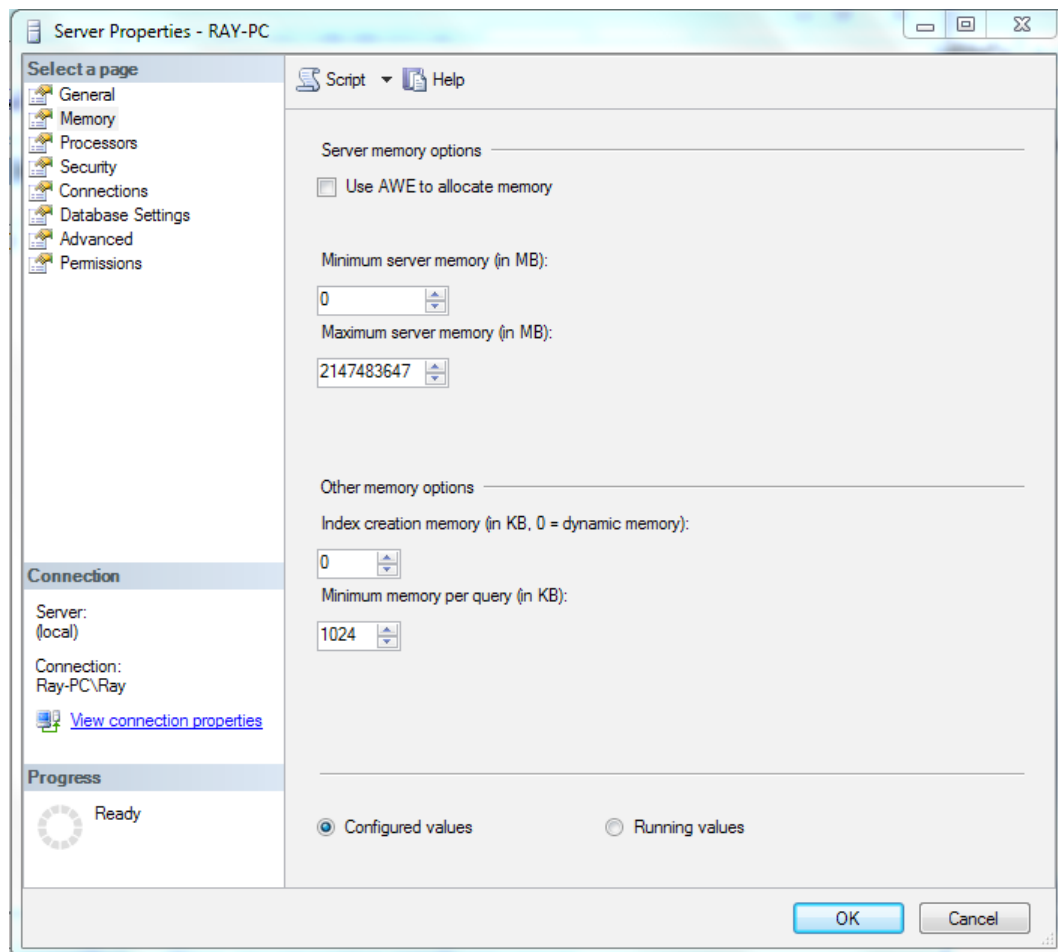 Server Properties - RAY-PC
Select a page
General
Memory
Processors
Security
Connections
Database Settings
Advanced
Permissions
Script
Help
Server memory options
Use AWE to allocate memory
Minimum server memory (in MB):
0
Maximum server memory (in MB):
2147483647
Other memory options
Index creation memory (in KB, 0 = dynamic memory):
0
Minimum memory per query (in KB):
1024
Connection
Server:
(local)
Connection:
Ray-PC\Ray
View connection properties
Progress
Ready
Configured values
Running values
OK
Cancel